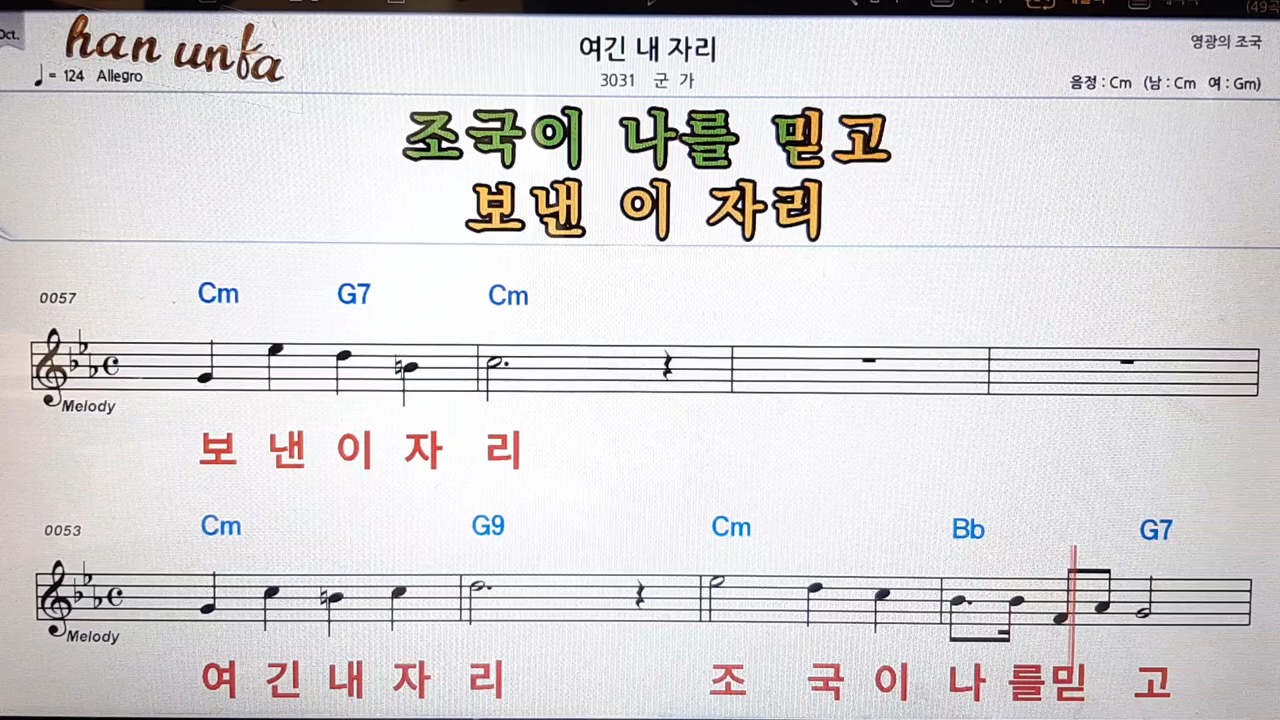 Oct.
han unfa
영광의 조국
여긴 내 자리
♩= 124 Allegro
3031 군 가
음정 : Cm (남 : Cm 여 : Gm)
조국이 나를 믿고
보낸 이 자리
0057
Cm G7 Cm
Melody
보 낸 이 자 리
0053
Cm G9 Cm Bb G7
Melody
여 긴 내 자 리 조 국 이 나 를 믿 고